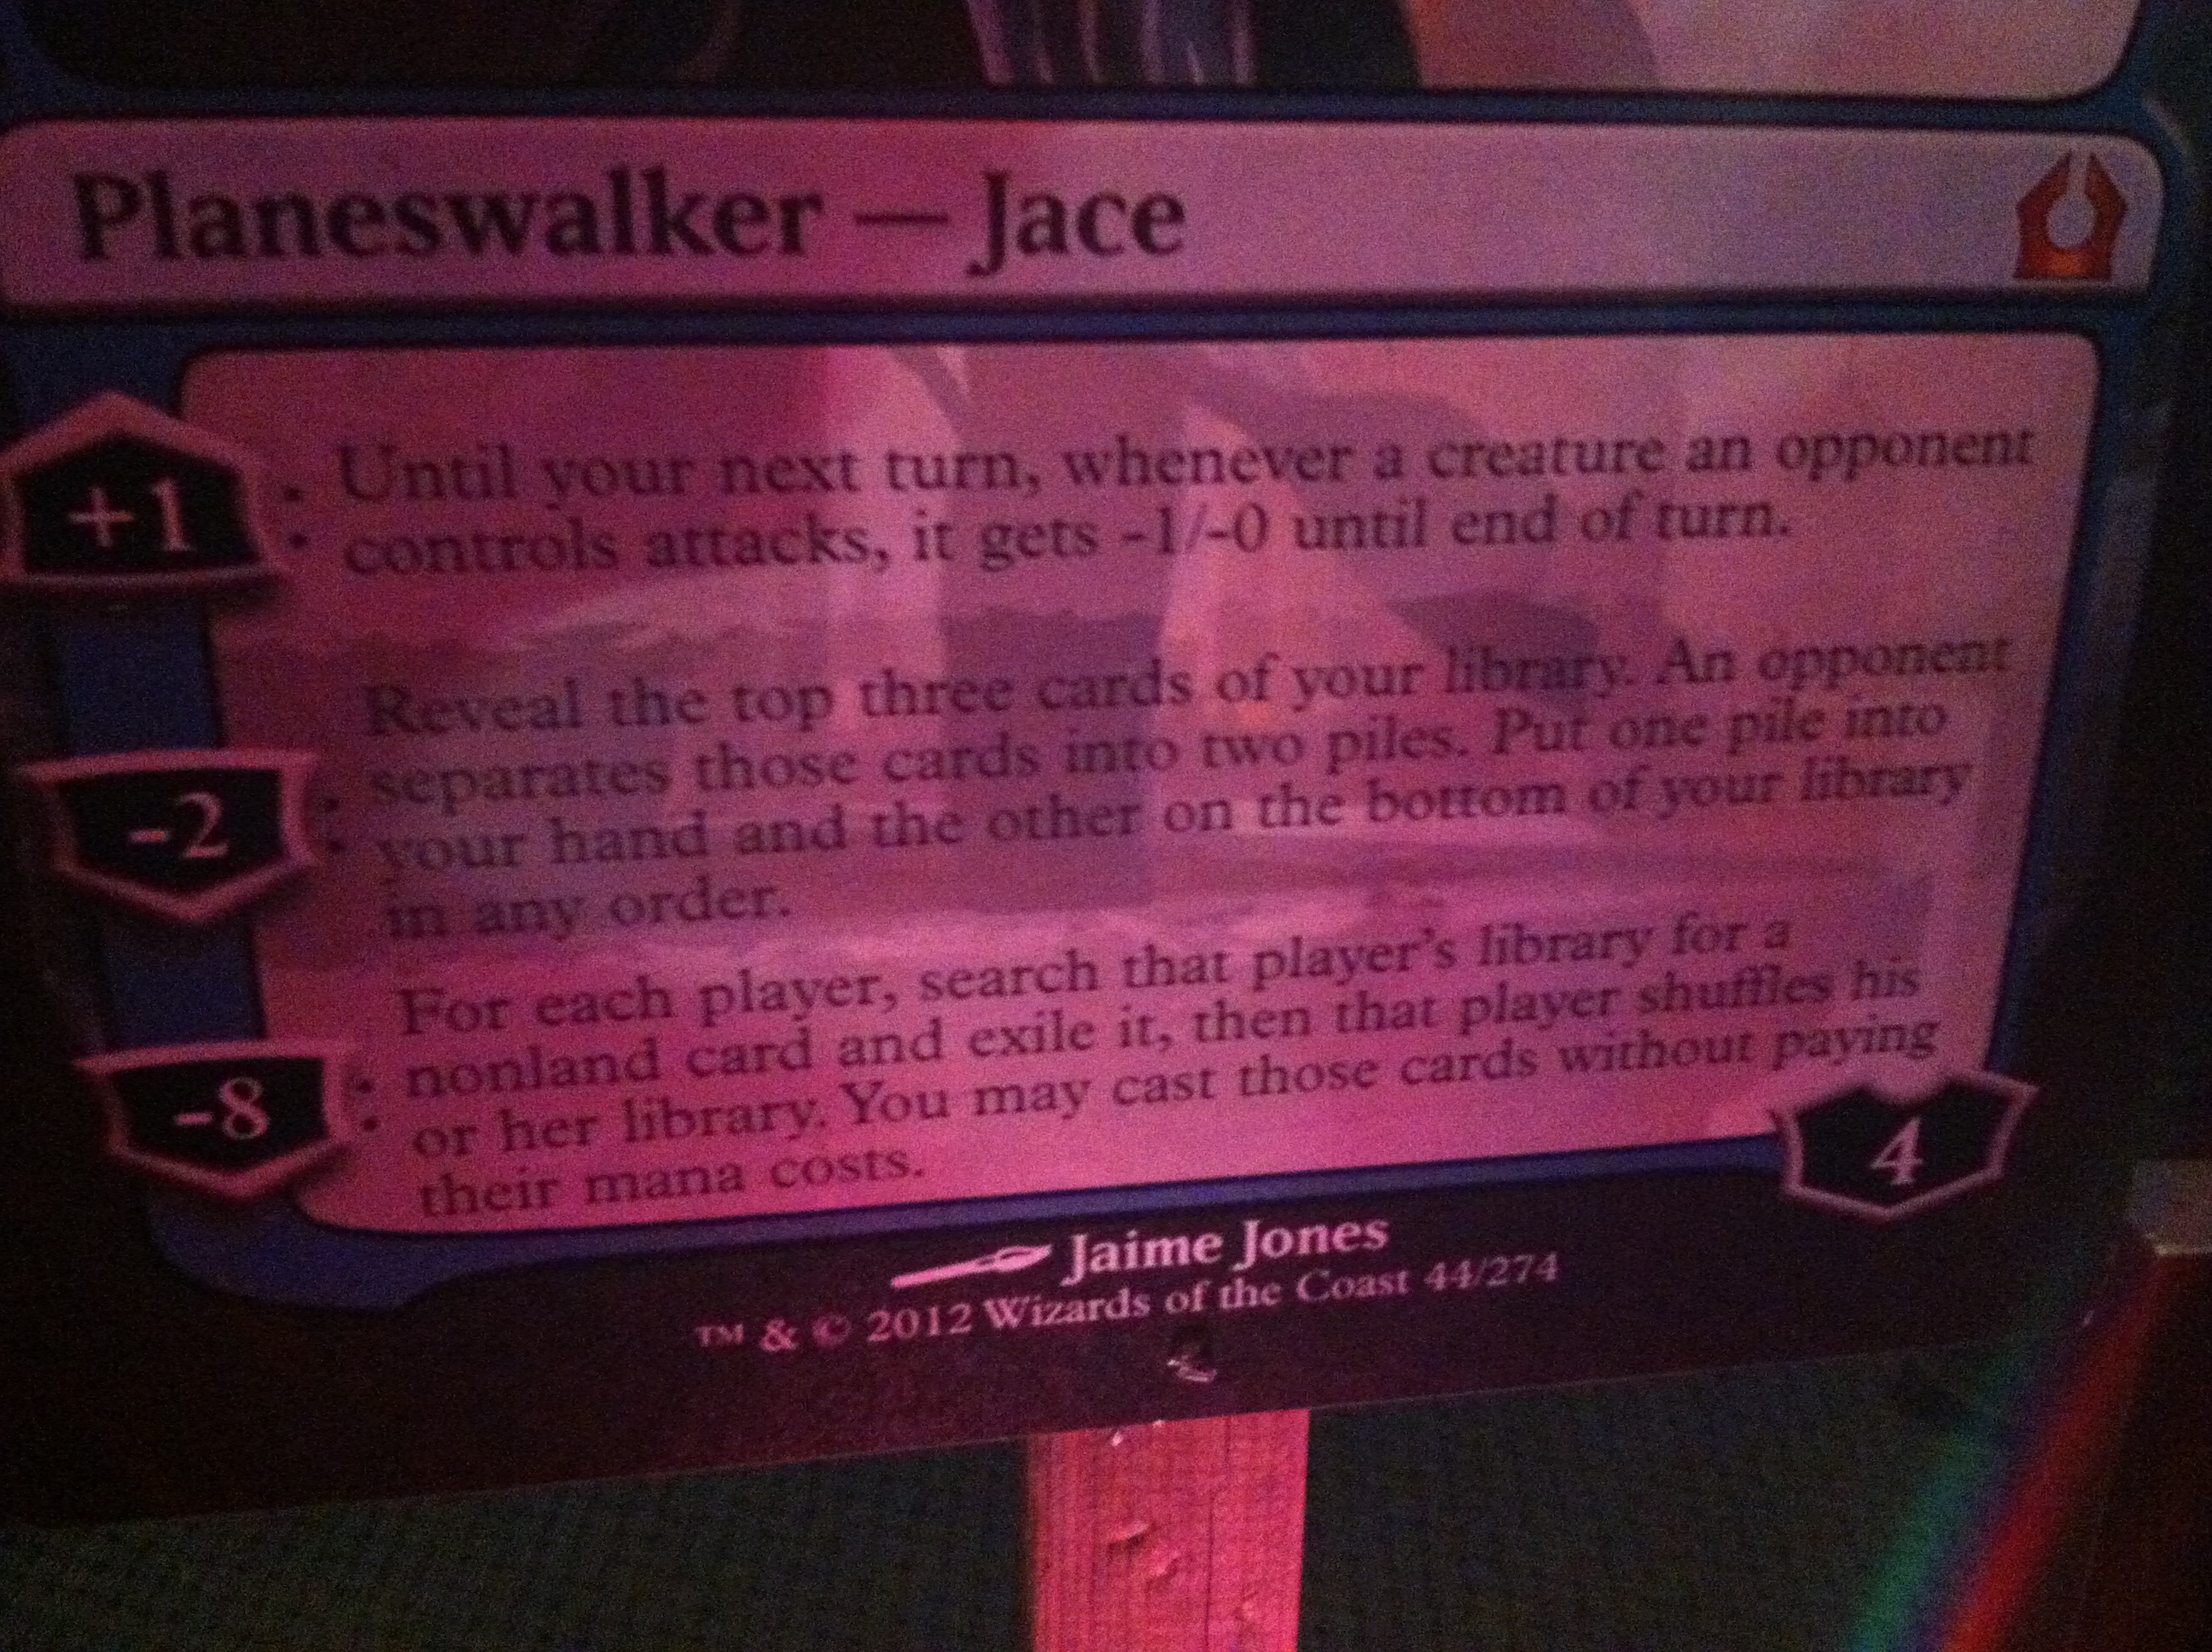 Planeswalker — Jace
+1 : Until your next turn, whenever a creature an opponent
controls attacks, it gets -1/-0 until end of turn.
Reveal the top three cards of your library. An opponent
-2 : separates those cards into two piles. Put one pile into
your hand and the other on the bottom of your library
in any order.
For each player, search that player's library for a
-8 : nonland card and exile it, then that player shuffles his
or her library. You may cast those cards without paying
their mana costs.
4
Jaime Jones
™ & © 2012 Wizards of the Coast 44/274